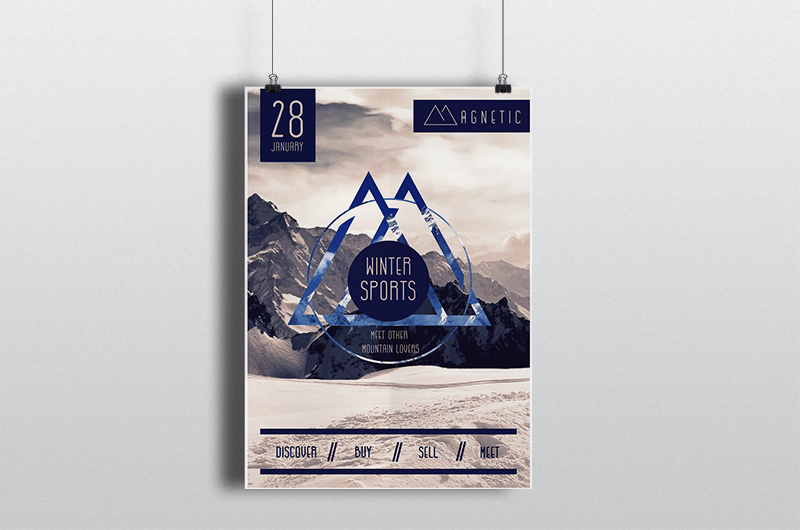 28
JANUARY
MAGNETIC
WINTER
SPORTS
MEET OTHER
MOUNTAIN LOVERS
DISCOVER // BUY // SELL // MEET